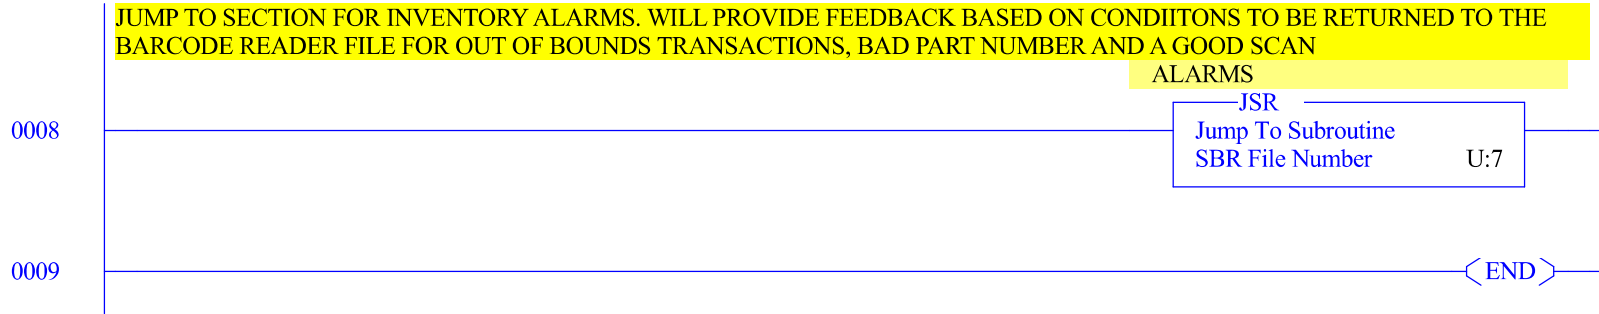 JUMP TO SECTION FOR INVENTORY ALARMS. WILL PROVIDE FEEDBACK BASED ON CONDIITONS TO BE RETURNED TO THE
BARCODE READER FILE FOR OUT OF BOUNDS TRANSACTIONS, BAD PART NUMBER AND A GOOD SCAN
ALARMS
JSR
0008
Jump To Subroutine
SBR File Number U:7
0009
END